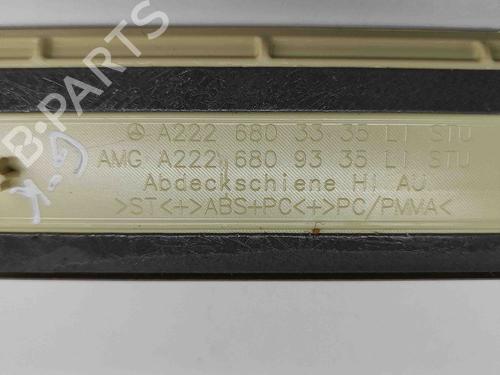 A222 680 33 35 LI STU
AMG A222 680 93 35 LI STU
Abdeckschiene HI AU
>ST<+>ABS+PC<+>PC/PMMA<
B-PARTS